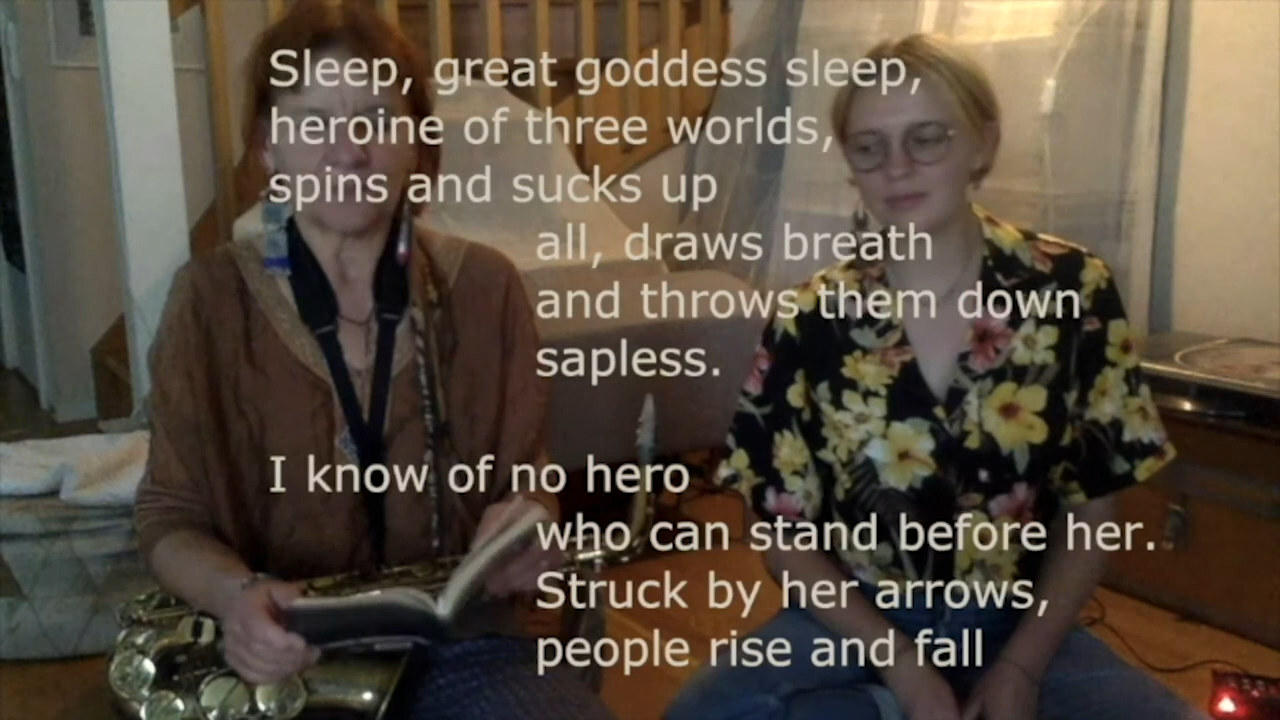 Sleep, great goddess sleep,
heroine of three worlds,
spins and sucks up
all, draws breath
and throws them down
sapless.
I know of no hero
who can stand before her.
Struck by her arrows,
people rise and fall